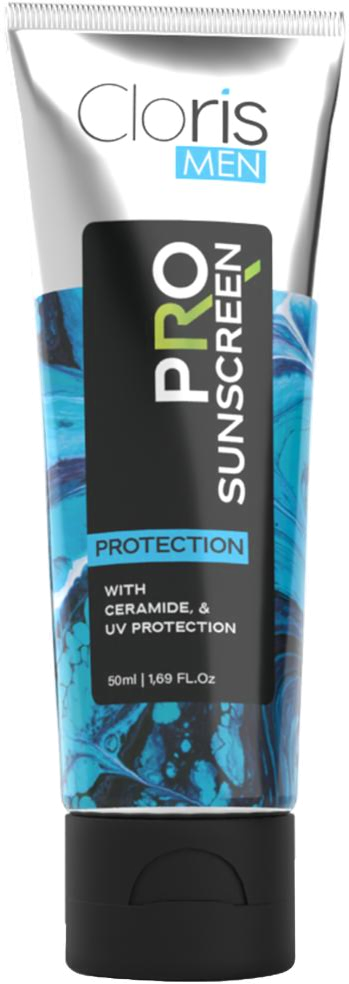 Cloris
MEN
PRO
SUNSCREEN
PROTECTION
WITH
CERAMIDE, &
UV PROTECTION
50ml | 1,69 FL.Oz